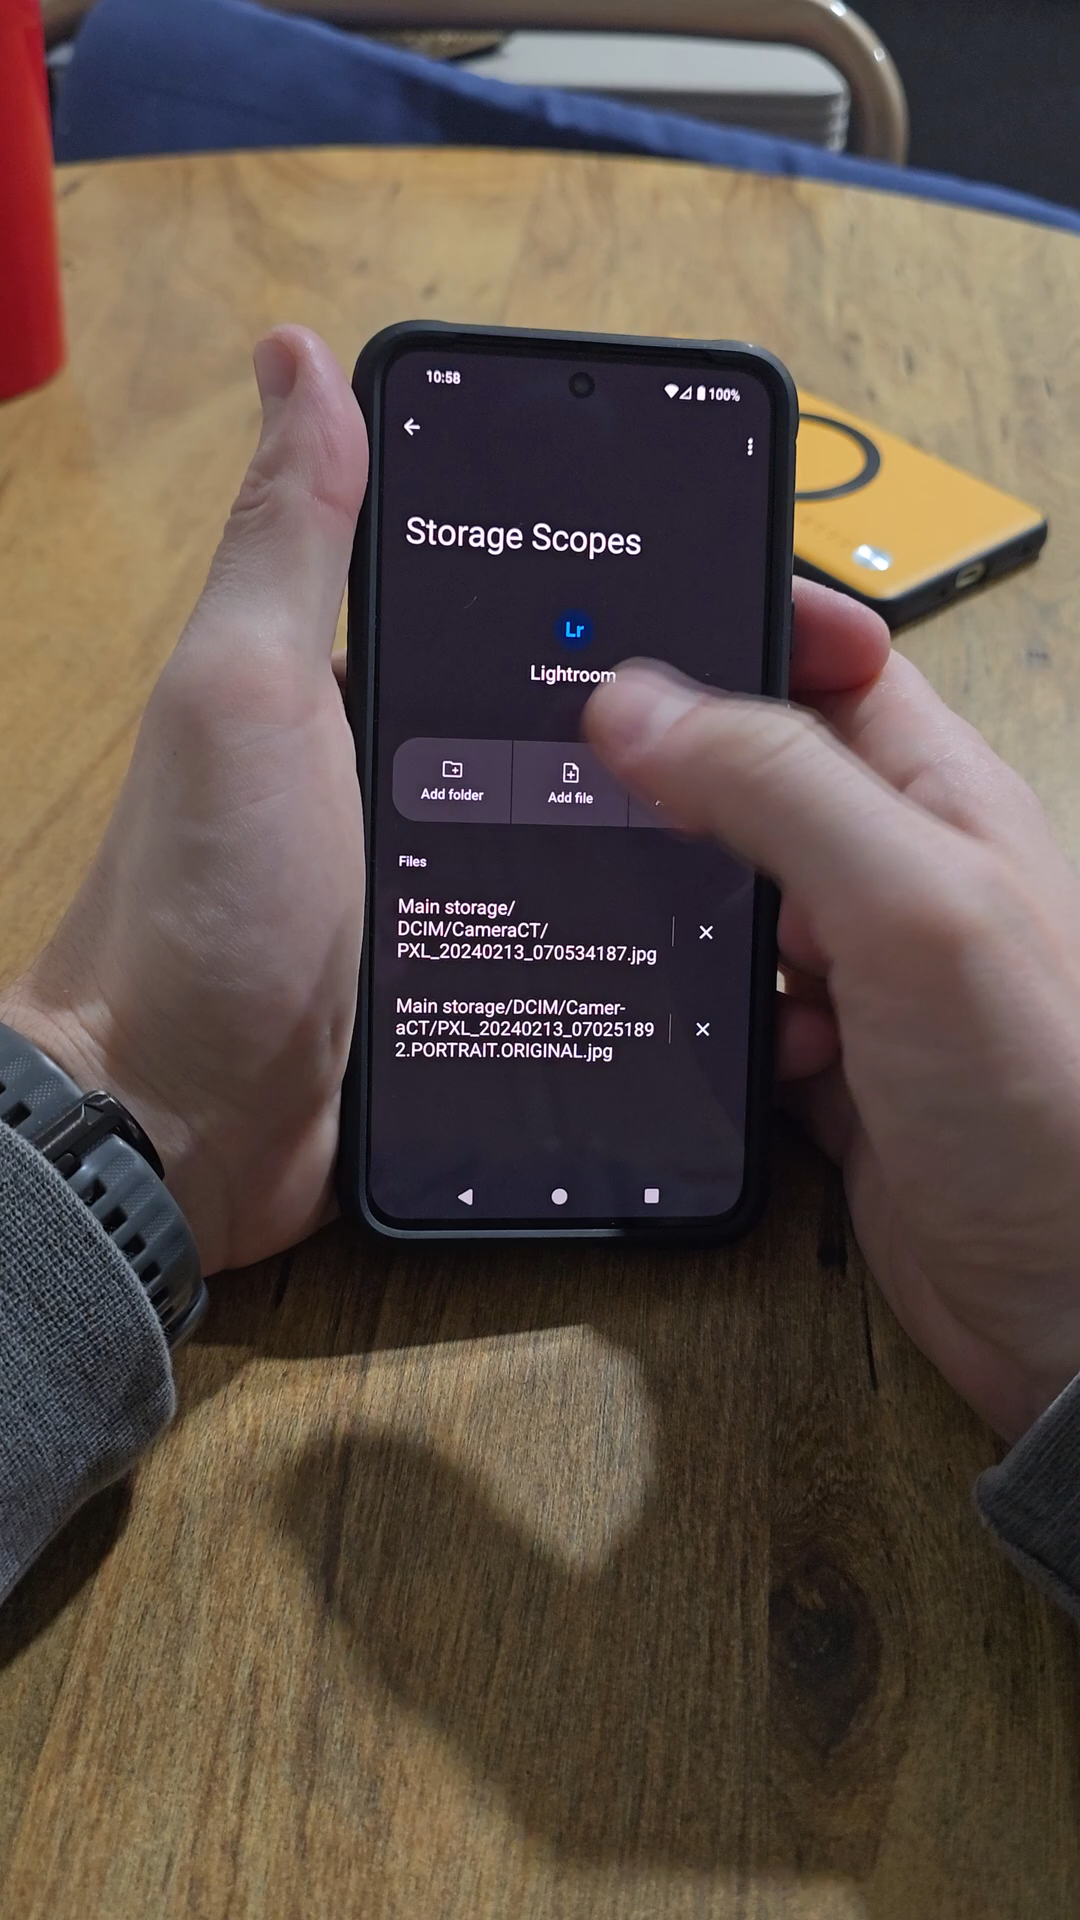 10:58
100%
Storage Scopes
Lr
Lightroom
Add folder
Add file
Files
Main storage/
DCIM/CameraCT/
PXL_20240213_070534187.jpg
Main storage/DCIM/Camer-
aCT/PXL_20240213_07025189
2.PORTRAIT.ORIGINAL.jpg